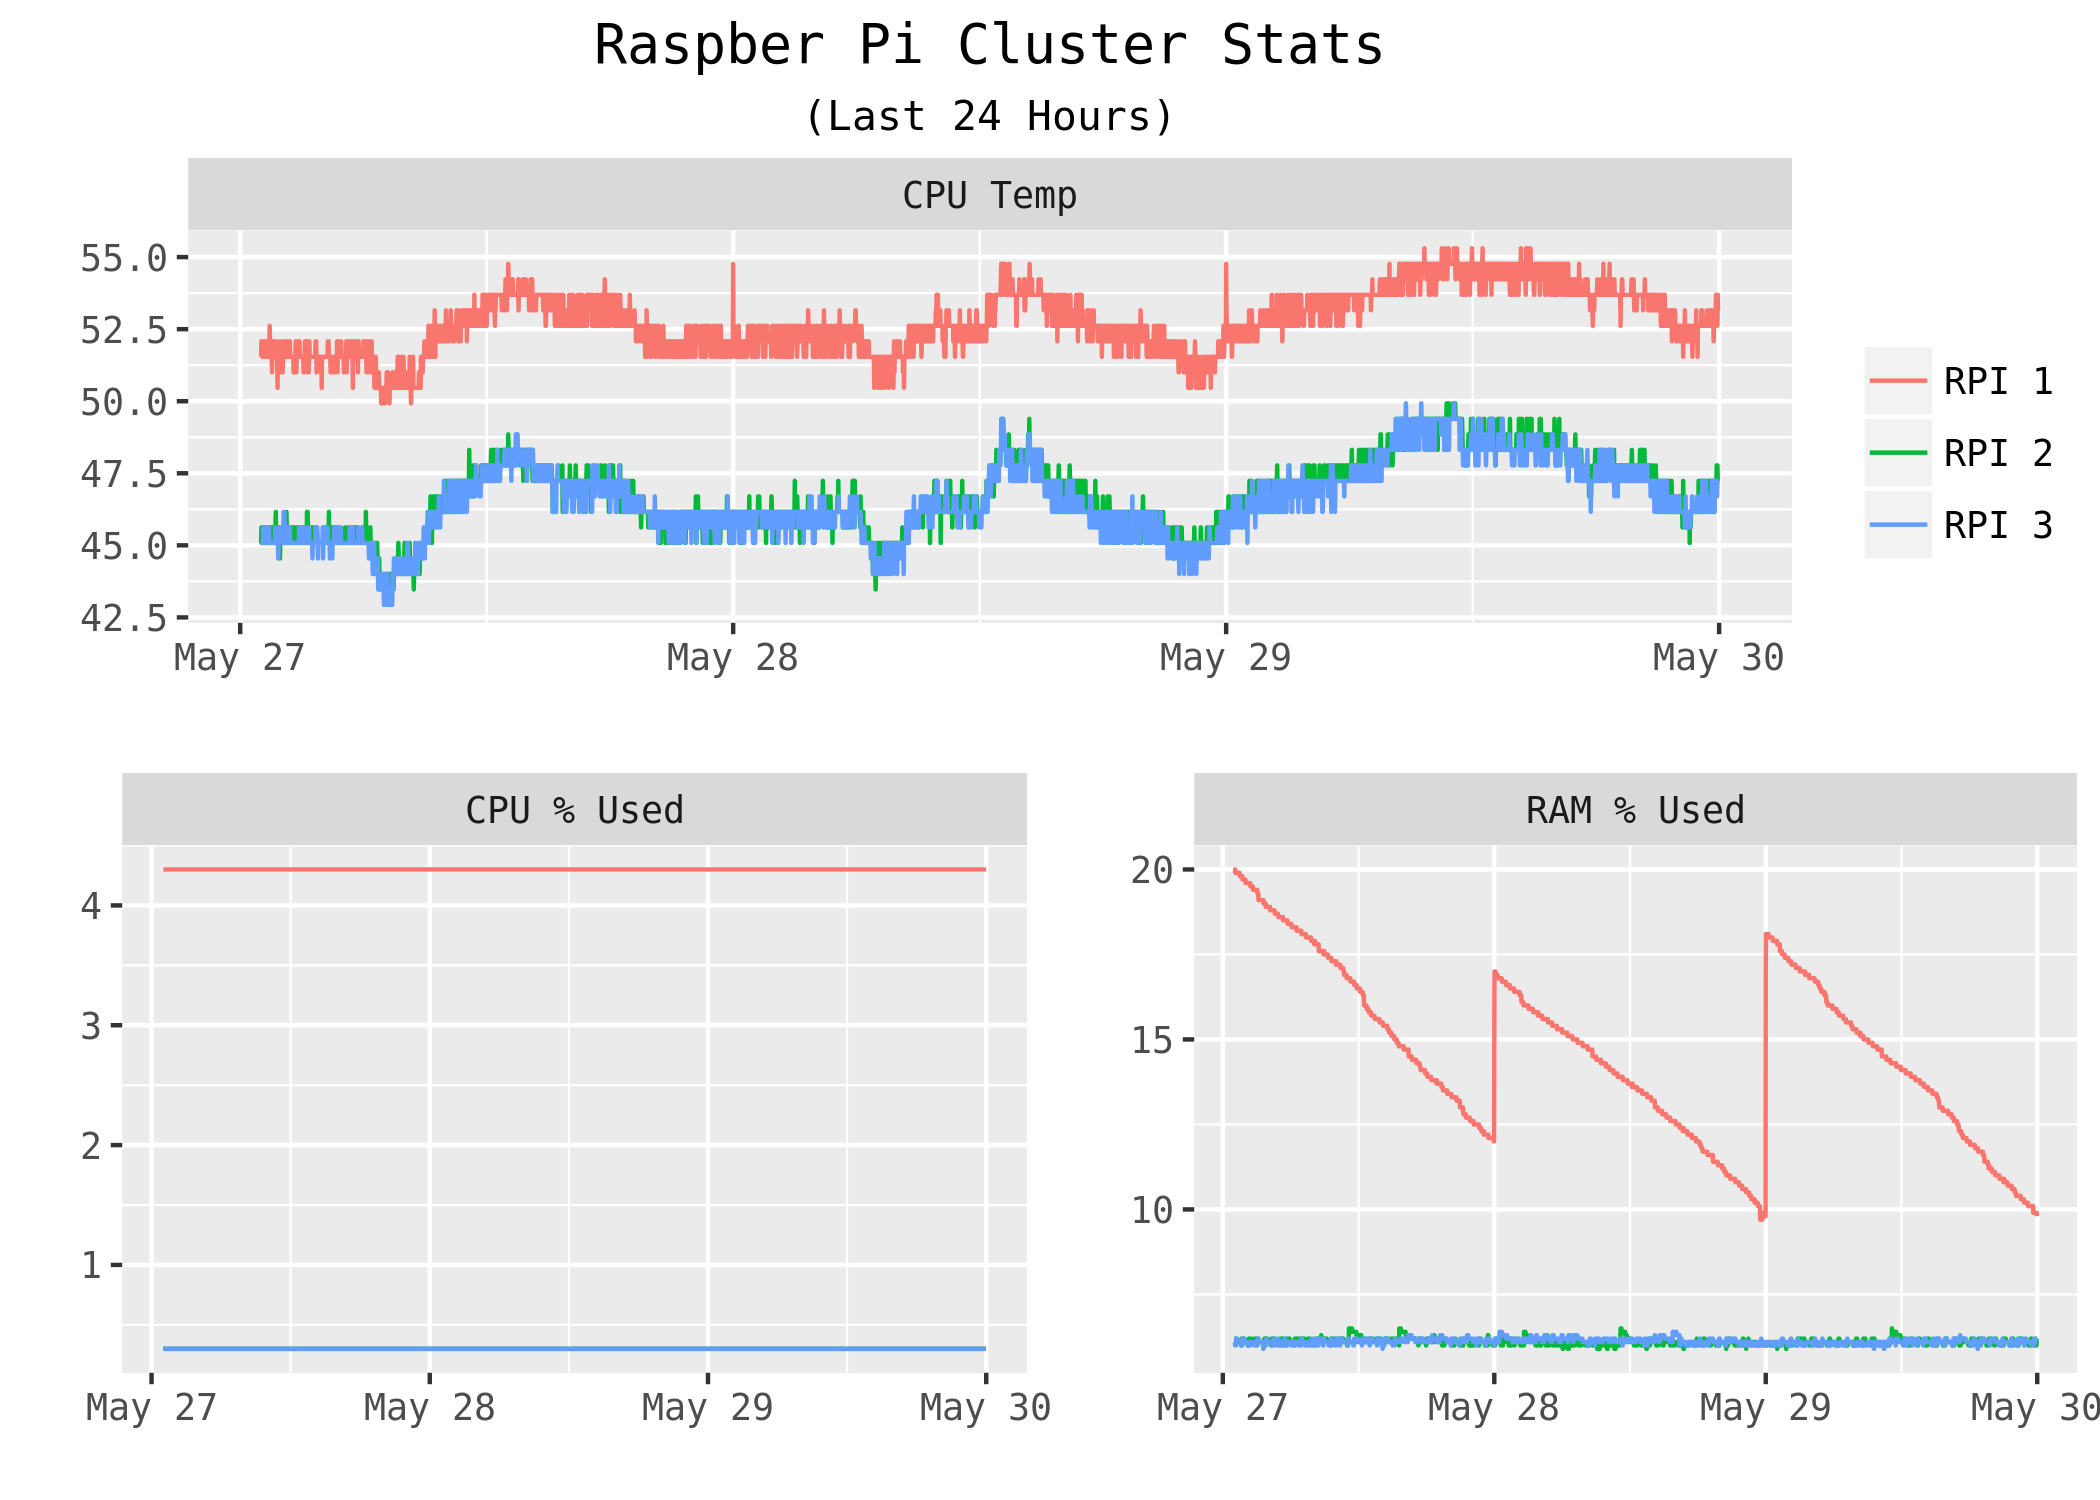 Raspber Pi Cluster Stats
(Last 24 Hours)
CPU Temp
55.0
52.5
50.0
47.5
45.0
42.5
May 27 May 28 May 29 May 30
RPI 1
RPI 2
RPI 3
CPU % Used
4
3
2
1
May 27 May 28 May 29 May 30
RAM % Used
20
15
10
May 27 May 28 May 29 May 30